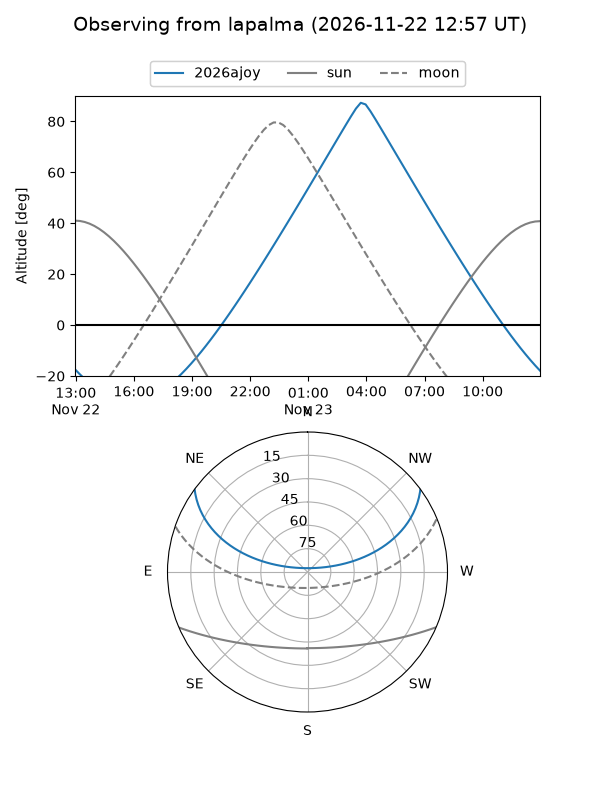 Observing from lapalma (2026-11-22 12:57 UT)
2026ajoy sun moon
Altitude [deg]
80
60
40
20
0
−20
13:00 16:00 19:00 22:00 01:00 04:00 07:00 10:00
Nov 22 Nov 23
N
NE NW
15
30
45
60
75
E W
SE SW
S